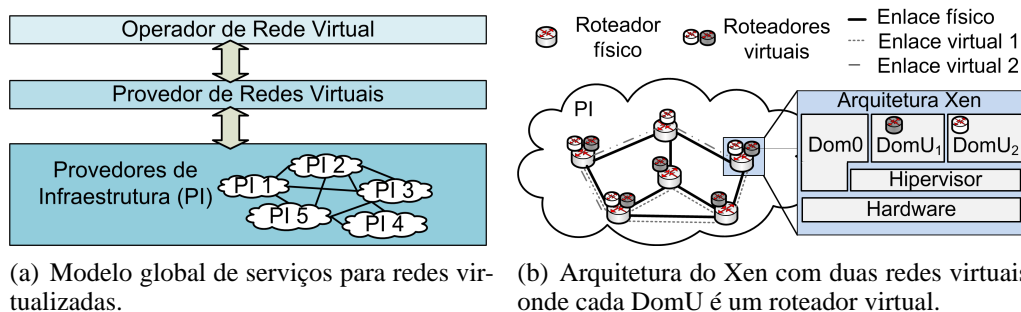 Operador de Rede Virtual
Provedor de Redes Virtuais
Provedores de
Infraestrutura (PI)
PI 1
PI 2
PI 3
PI 5
PI 4
(a) Modelo global de serviços para redes vir-
tualizadas.
Roteador
físico
Roteadores
virtuais
Enlace físico
Enlace virtual 1
Enlace virtual 2
PI
Arquitetura Xen
Dom0
DomU1
DomU2
Hipervisor
Hardware
(b) Arquitetura do Xen com duas redes virtuais
onde cada DomU é um roteador virtual.